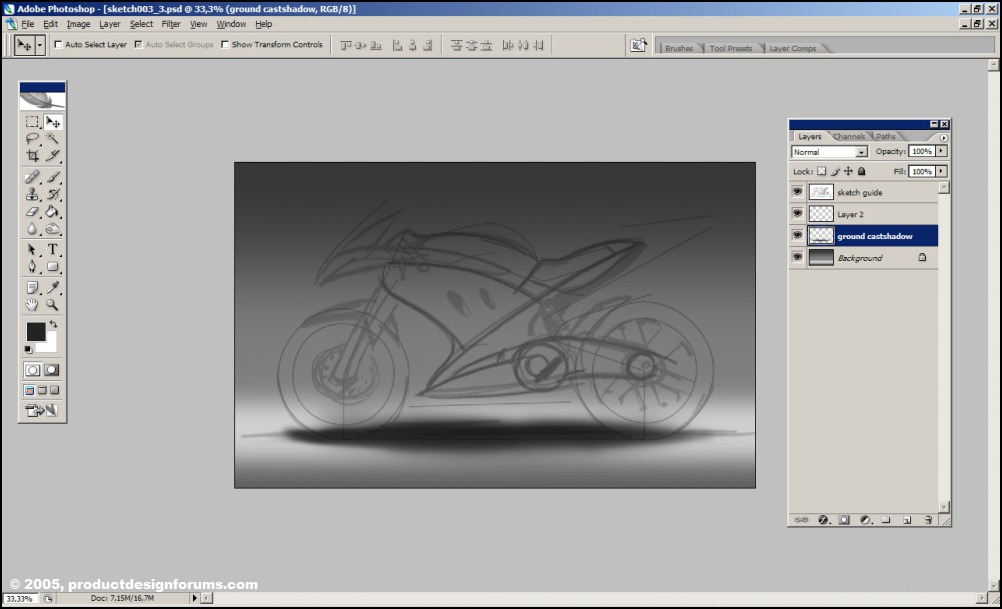 Adobe Photoshop - [sketch003_3.psd @ 33,3% (ground castshadow, RGB/8)]
File Edit Image Layer Select Filter View Window Help
Auto Select Layer Auto Select Groups Show Transform Controls Brushes Tool Presets Layer Comps
Layers Channels Paths
Normal Opacity: 100%
Lock: Fill: 100%
sketch guide
Layer 2
ground castshadow
Background
© 2005, productdesignforums.com
33,33% Doc: 7,15M/16,7M